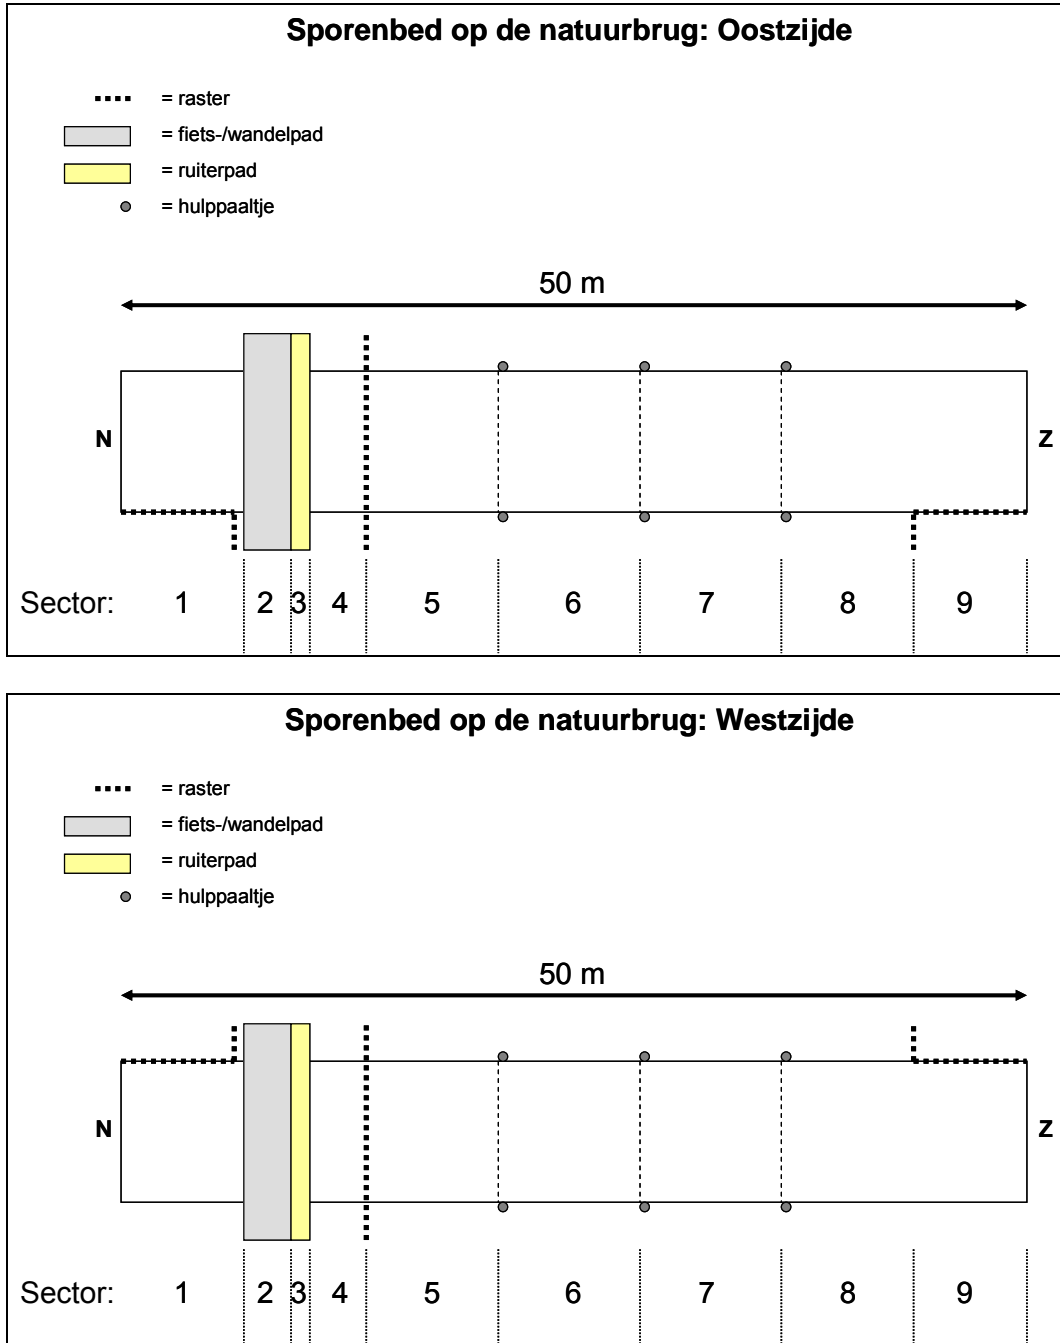 Sporenbed op de natuurbrug: Oostzijde
= raster
= fiets-/wandelpad
= ruiterpad
= hulppaaltje
50 m
N Z
Sector: 1 2 3 4 5 6 7 8 9
Sporenbed op de natuurbrug: Westzijde
= raster
= fiets-/wandelpad
= ruiterpad
= hulppaaltje
50 m
N Z
Sector: 1 2 3 4 5 6 7 8 9